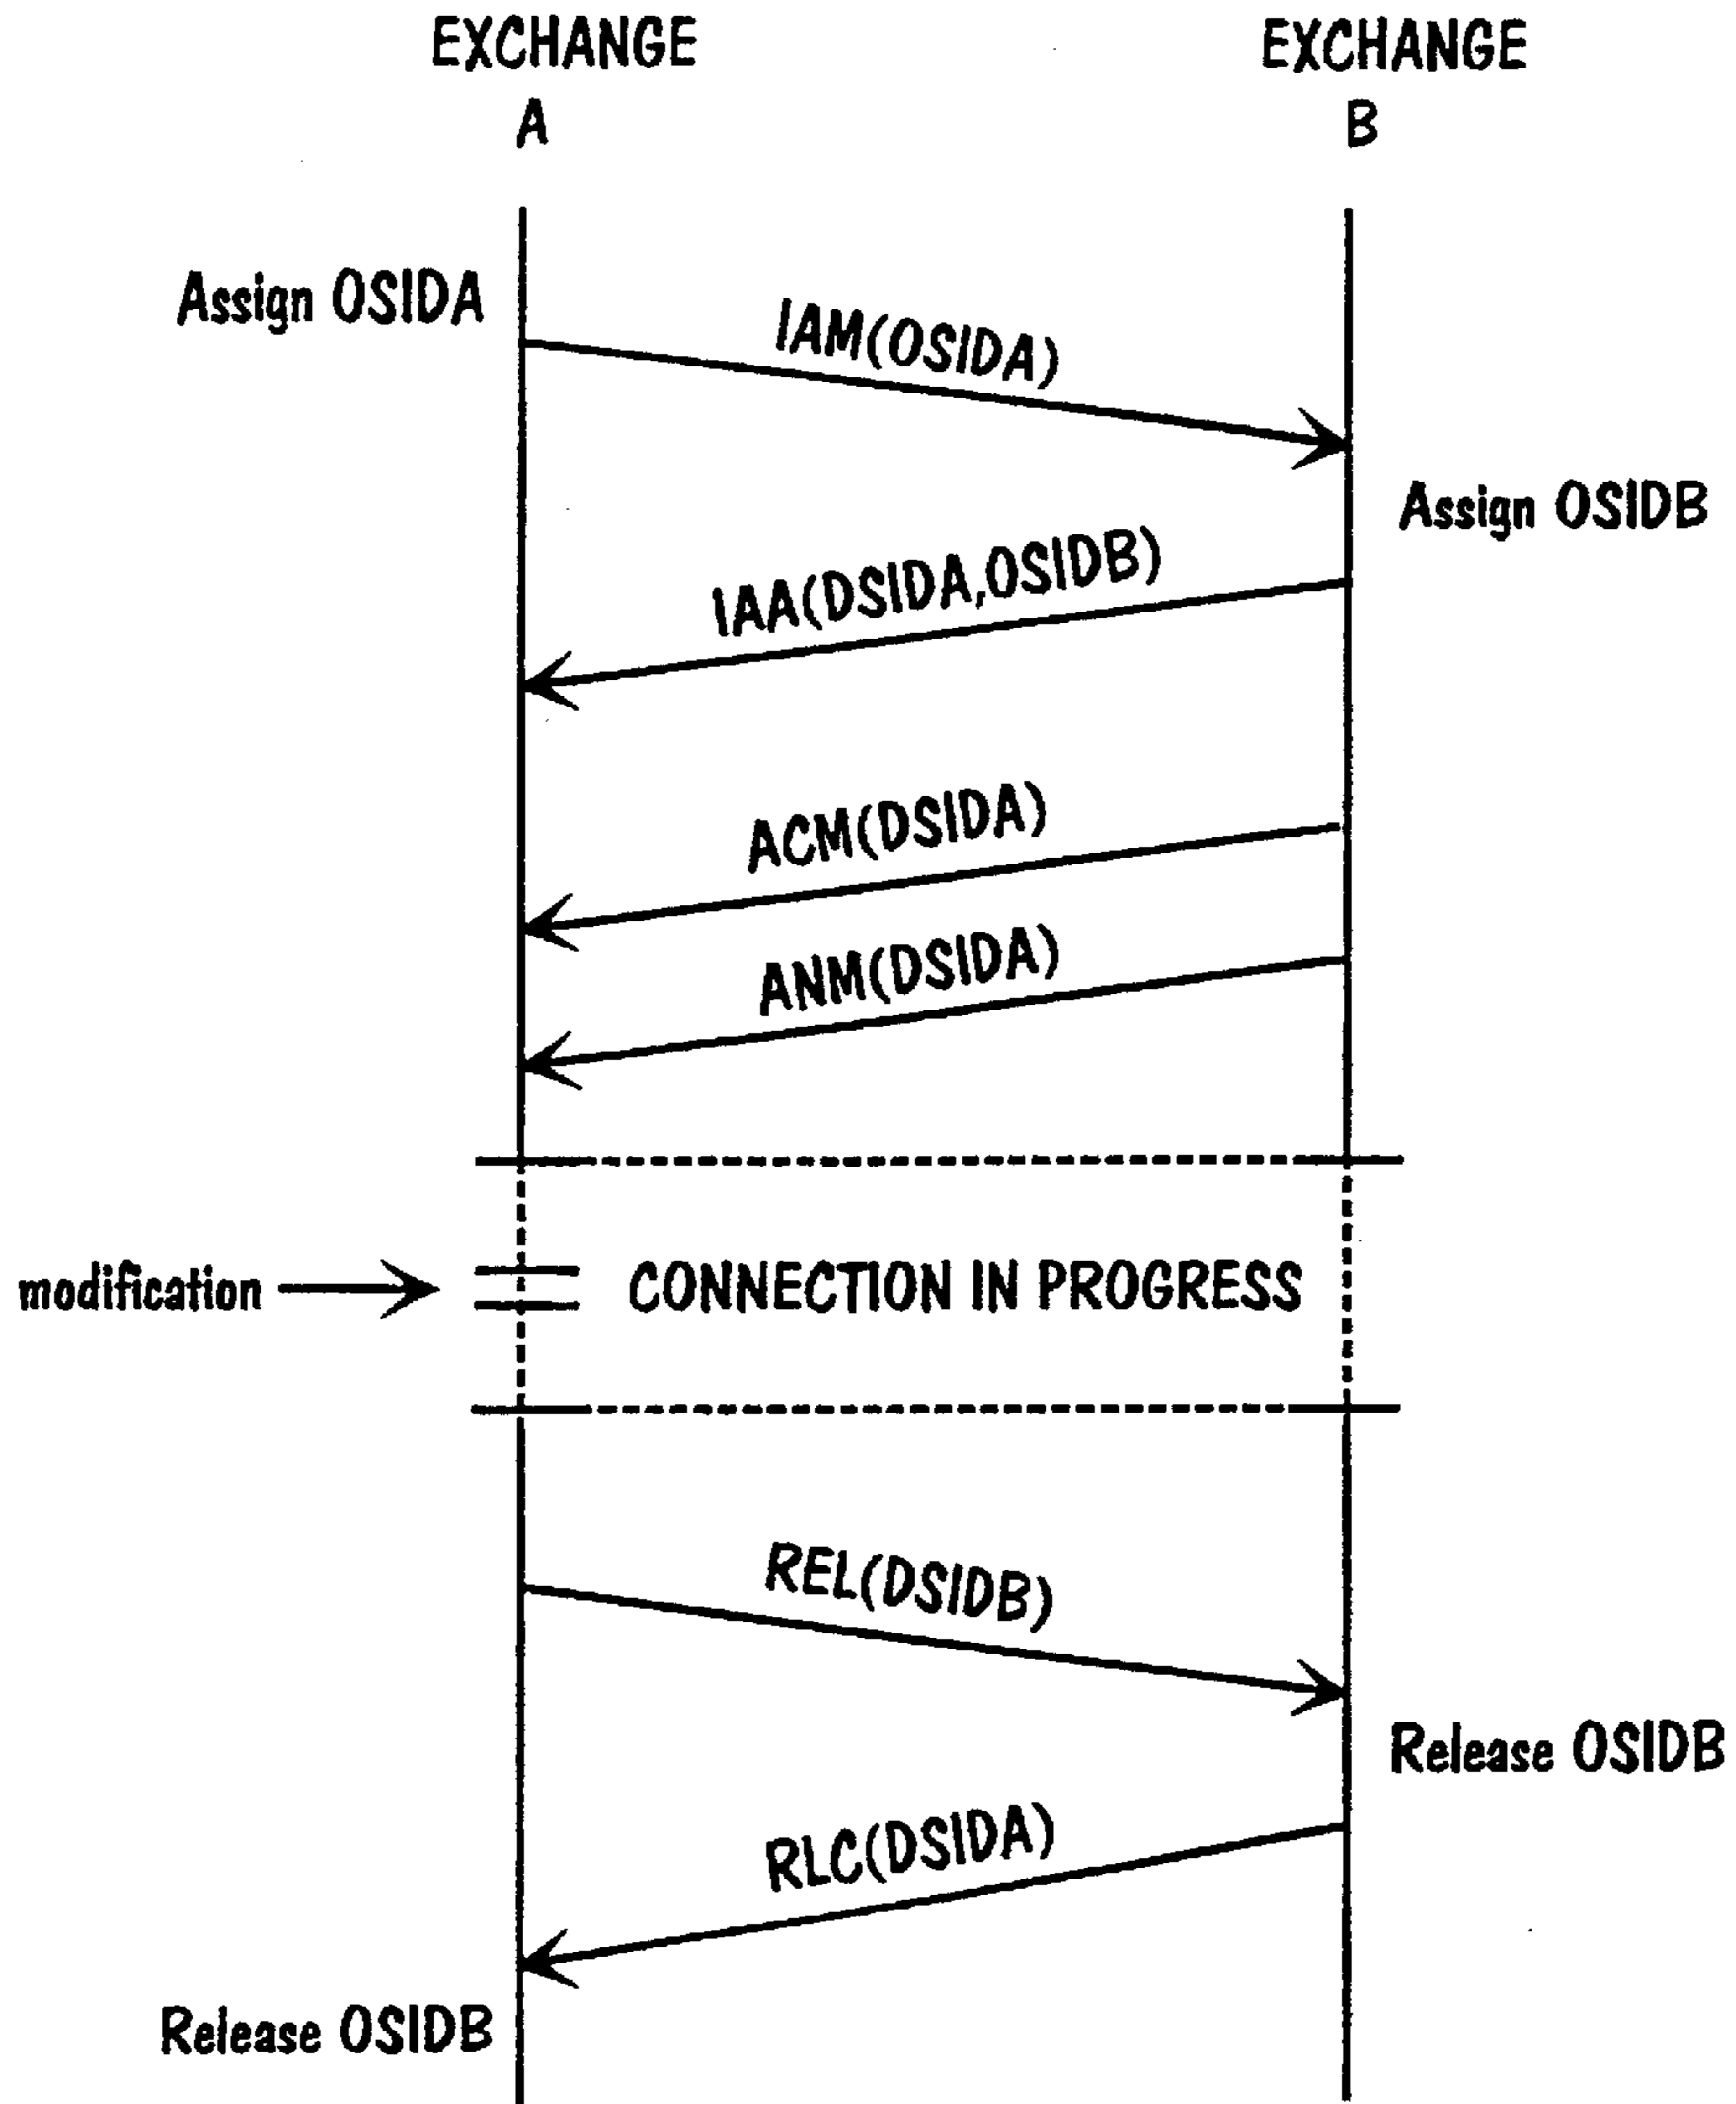 EXCHANGE
A
EXCHANGE
B
Assign OSIDA
IAM(OSIDA)
Assign OSIDB
IAA(DSIDA,OSIDB)
ACM(DSIDA)
ANM(DSIDA)
modification
CONNECTION IN PROGRESS
REL(DSIDB)
Release OSIDB
RLC(DSIDA)
Release OSIDB